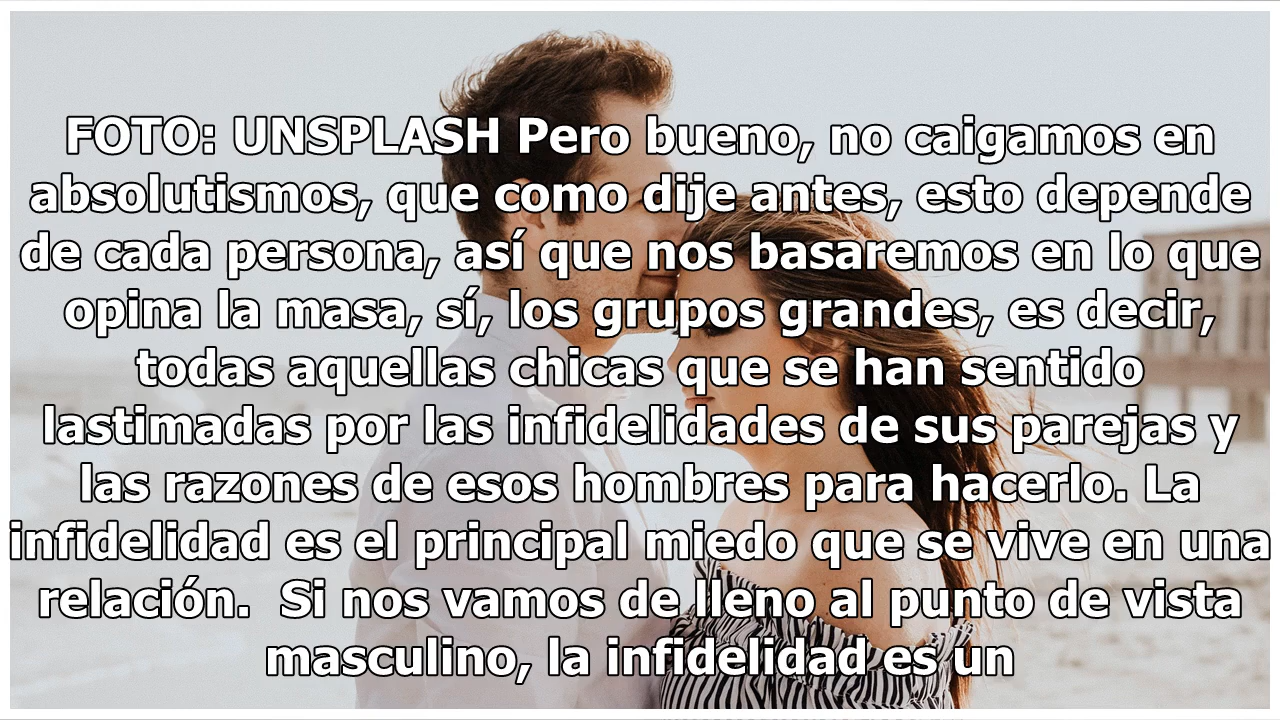 FOTO: UNSPLASH Pero bueno, no caigamos en
absolutismos, que como dije antes, esto depende
de cada persona, así que nos basaremos en lo que
opina la masa, sí, los grupos grandes, es decir,
todas aquellas chicas que se han sentido
lastimadas por las infidelidades de sus parejas y
las razones de esos hombres para hacerlo. La
infidelidad es el principal miedo que se vive en una
relación.  Si nos vamos de lleno al punto de vista
masculino, la infidelidad es un